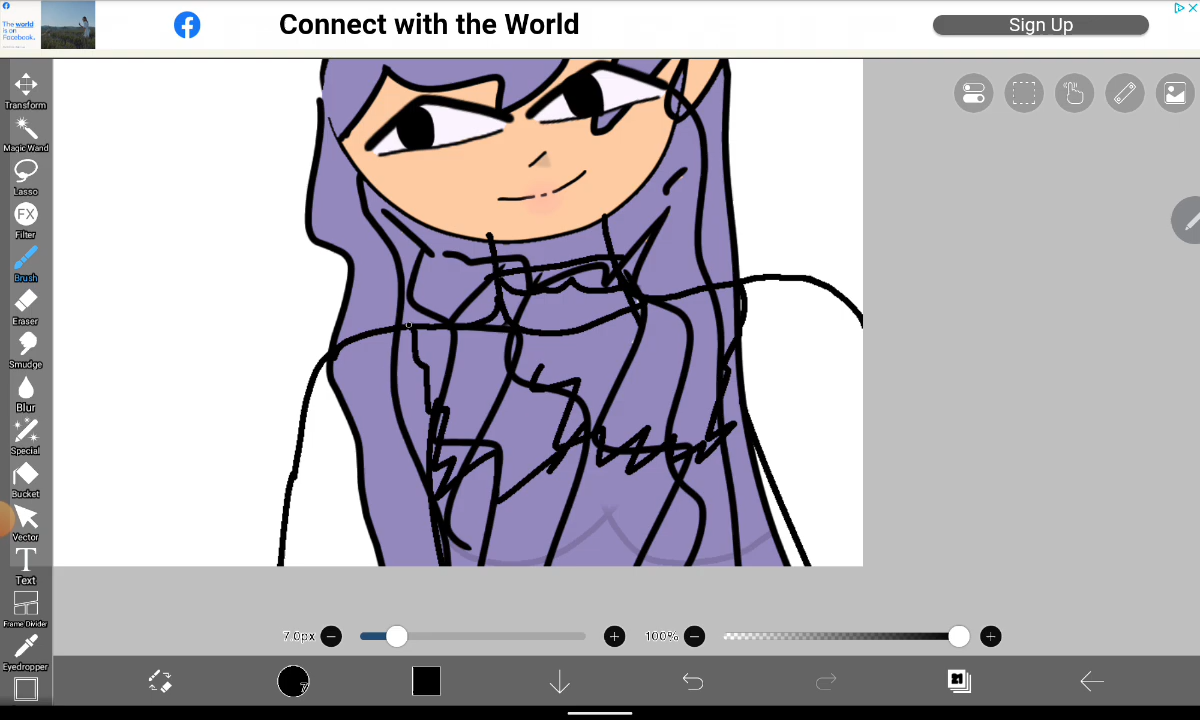 The world
is on
Facebook.
Connect with the World
Sign Up
Transform
Magic Wand
Lasso
FX
Filter
Brush
Eraser
Smudge
Blur
Special
Bucket
Vector
T
Text
Frame Divider
Eyedropper
7.0px
100%
7
21